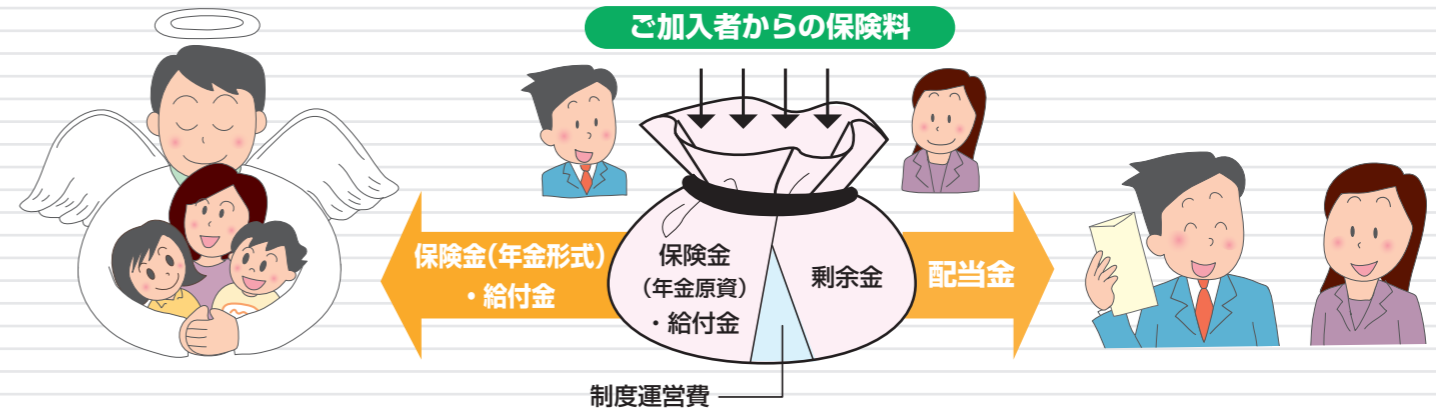 ご加入者からの保険料
保険金(年金形式)
・給付金
保険金
(年金原資)
・給付金
剰余金
配当金
制度運営費